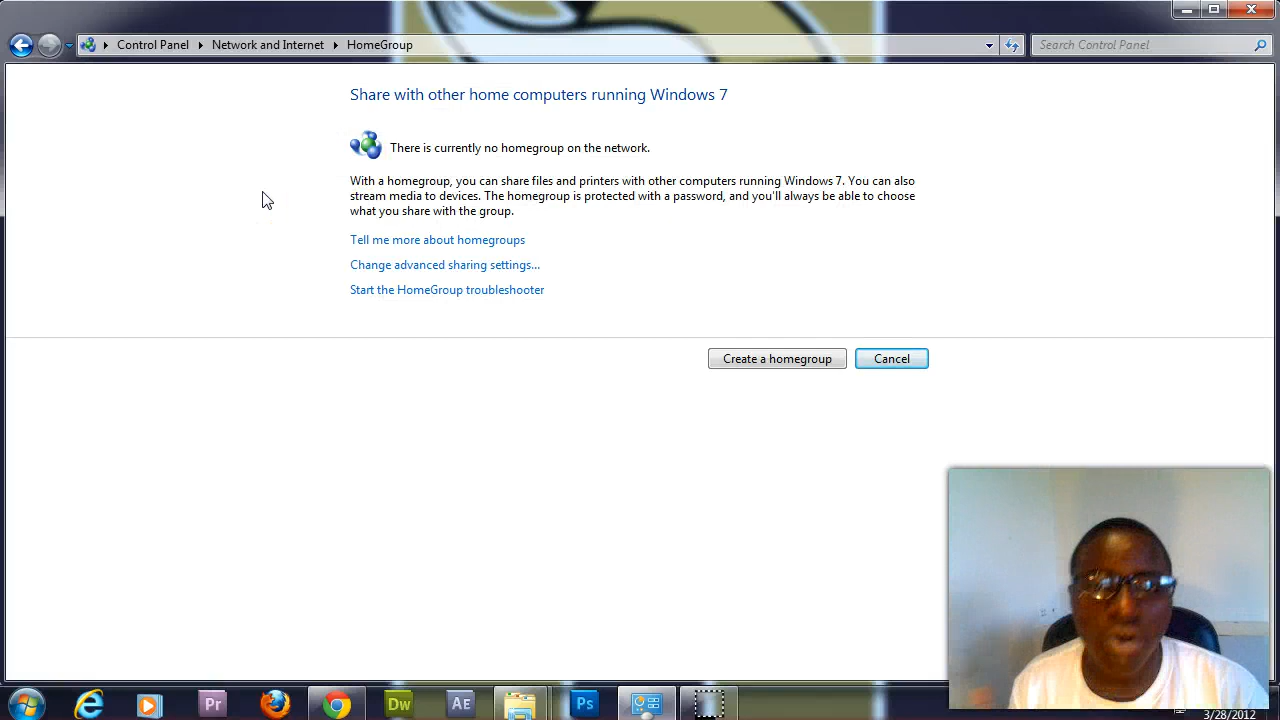 Control Panel Network and Internet HomeGroup
Search Control Panel
Share with other home computers running Windows 7
There is currently no homegroup on the network.
With a homegroup, you can share files and printers with other computers running Windows 7. You can also
stream media to devices. The homegroup is protected with a password, and you'll always be able to choose
what you share with the group.
Tell me more about homegroups
Change advanced sharing settings...
Start the HomeGroup troubleshooter
Create a homegroup Cancel
Pr Dw AE Ps
3/28/2012